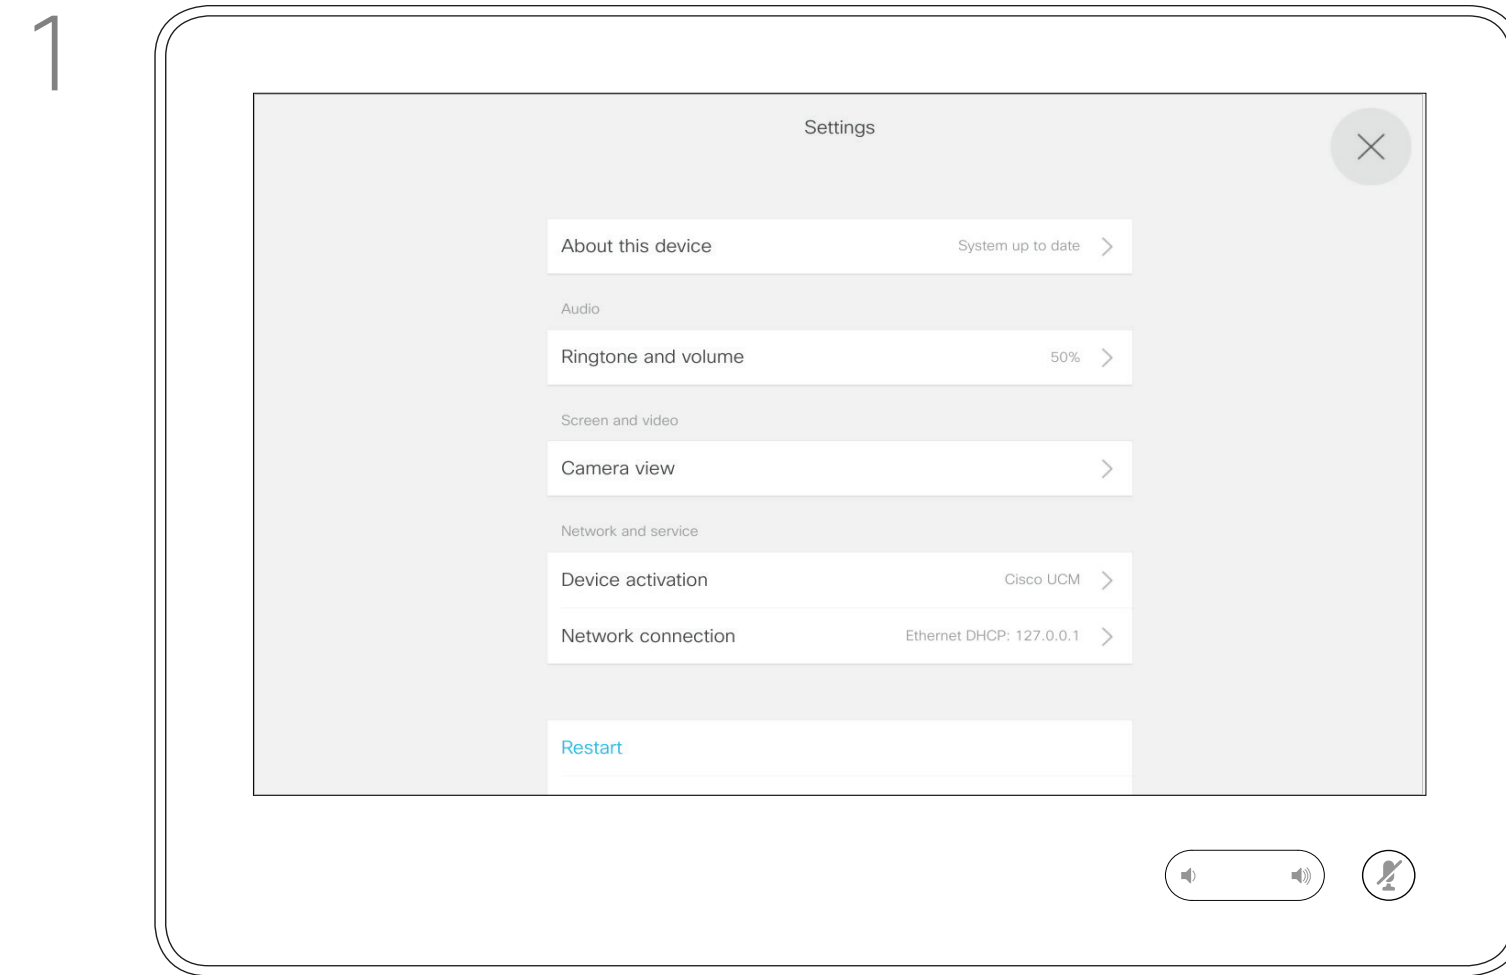 1
Settings
About this device System up to date
Audio
Ringtone and volume 50%
Screen and video
Camera view
Network and service
Device activation Cisco UCM
Network connection Ethernet DHCP: 127.0.0.1
Restart